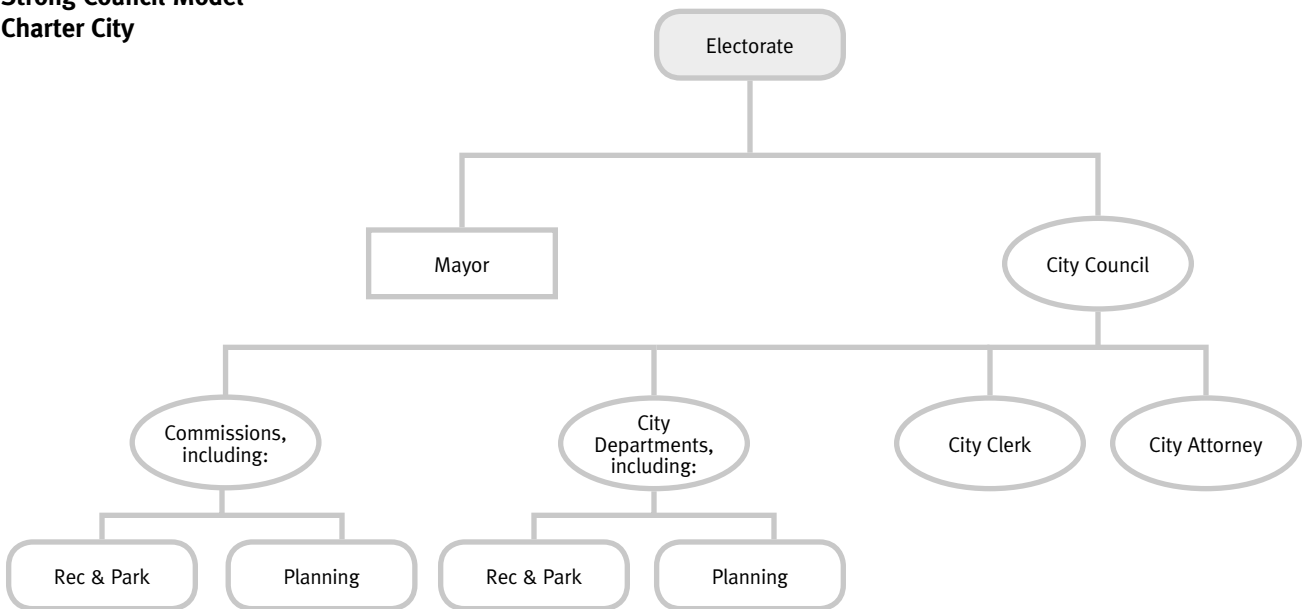 Strong Council Model
Charter City
Electorate
Mayor
City Council
Commissions,
including:
City
Departments,
including:
City Clerk
City Attorney
Rec & Park
Planning
Rec & Park
Planning